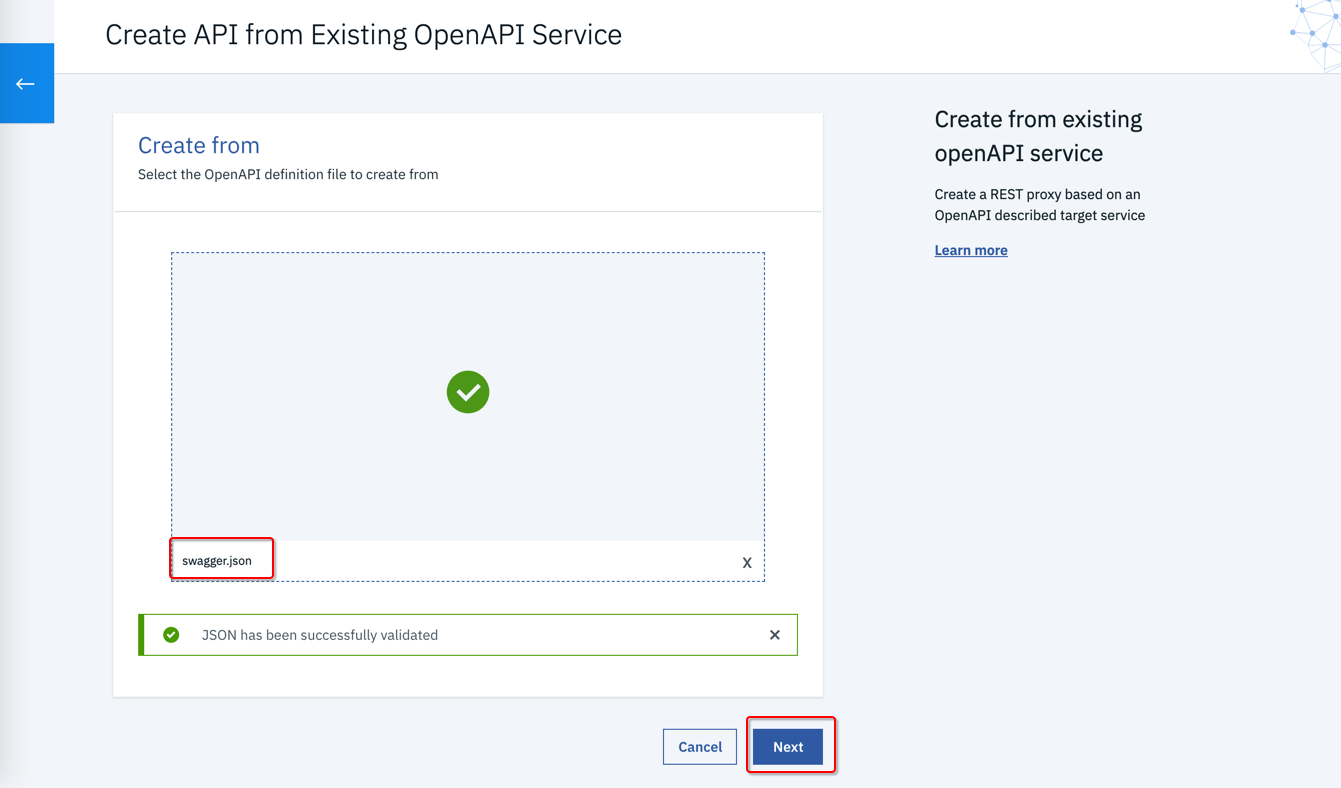 Create API from Existing OpenAPI Service
Create from
Select the OpenAPI definition file to create from
swagger.json
X
JSON has been successfully validated
Cancel
Next
Create from existing
openAPI service
Create a REST proxy based on an
OpenAPI described target service
Learn more